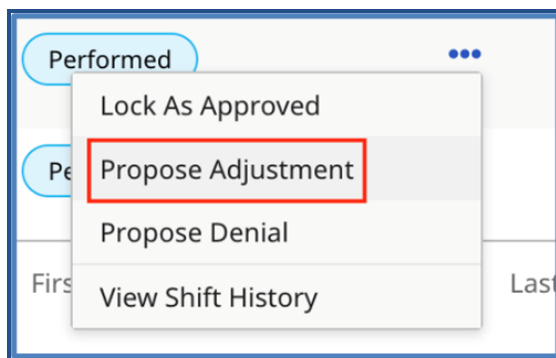 Performed
Lock As Approved
Propose Adjustment
Propose Denial
View Shift History